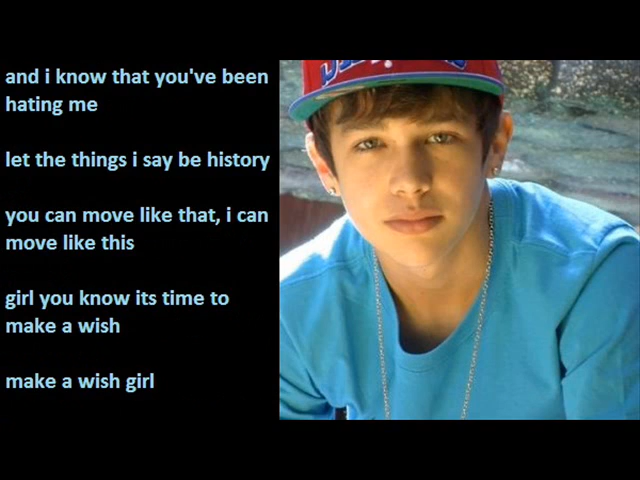 and i know that you've been
hating me
let the things i say be history
you can move like that, i can
move like this
girl you know its time to
make a wish
make a wish girl